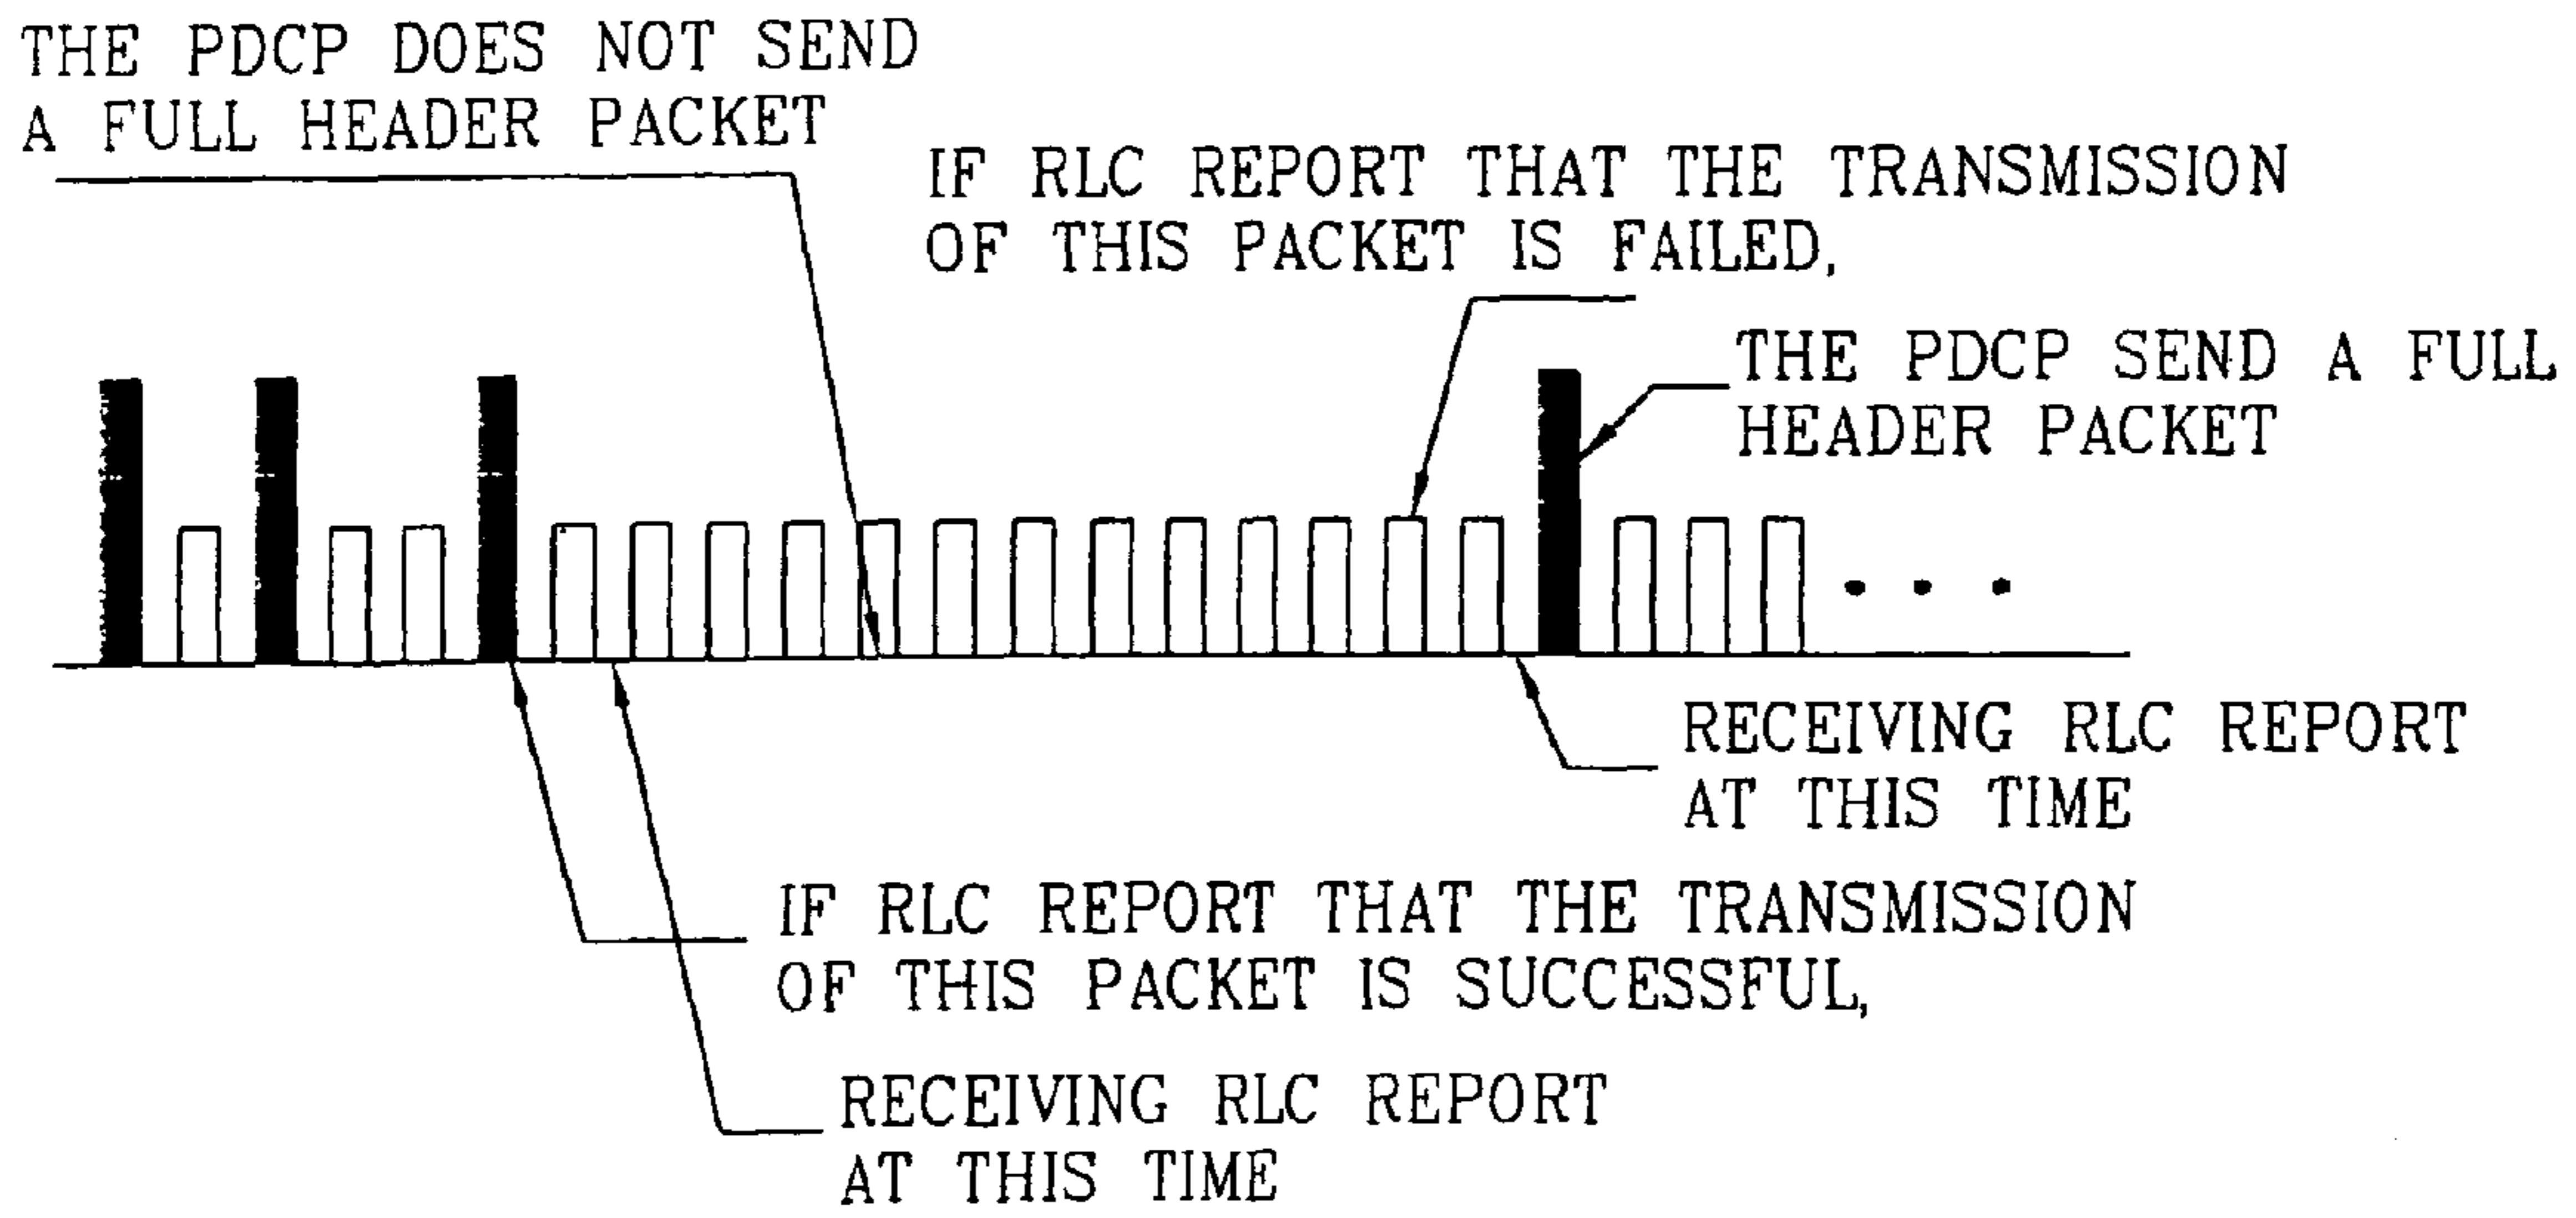 THE PDCP DOES NOT SEND
A FULL HEADER PACKET
IF RLC REPORT THAT THE TRANSMISSION
OF THIS PACKET IS FAILED,
THE PDCP SEND A FULL
HEADER PACKET
RECEIVING RLC REPORT
AT THIS TIME
IF RLC REPORT THAT THE TRANSMISSION
OF THIS PACKET IS SUCCESSFUL,
RECEIVING RLC REPORT
AT THIS TIME